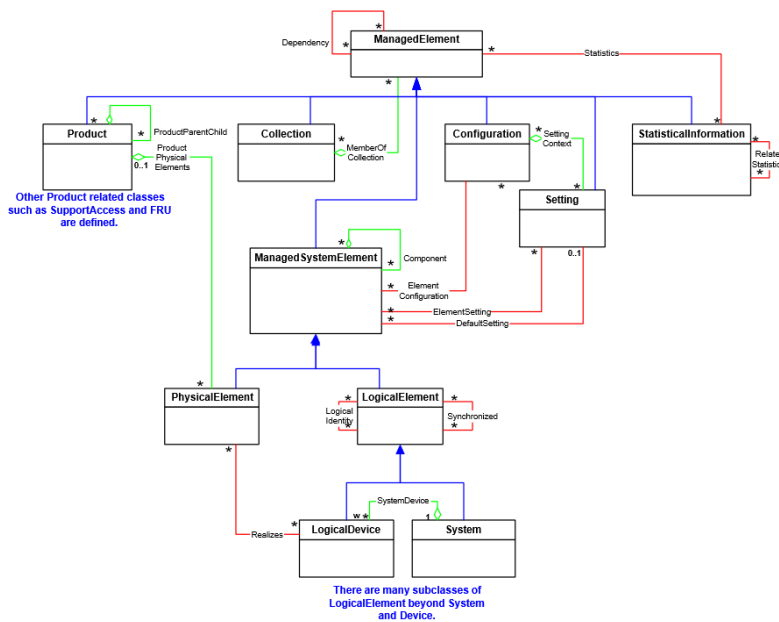 ManagedElement
Dependency
*
*
*
*
Statistics
Product
*
*
ProductParentChild
Product
Physical
Elements
0..1
Other Product related classes
such as SupportAccess and FRU
are defined.
Collection
*
MemberOf
Collection
Configuration
*
Setting
Context
*
*
Setting
*
0..1
StatisticalInformation
*
*
*
Relate
Statistic
ManagedSystemElement
*
*
Component
*
Element
Configuration
*
ElementSetting
*
DefaultSetting
*
PhysicalElement
*
LogicalElement
*
*
Logical
Identity
*
*
Synchronized
SystemDevice
w
*
1
*
Realizes
LogicalDevice
System
There are many subclasses of
LogicalElement beyond System
and Device.